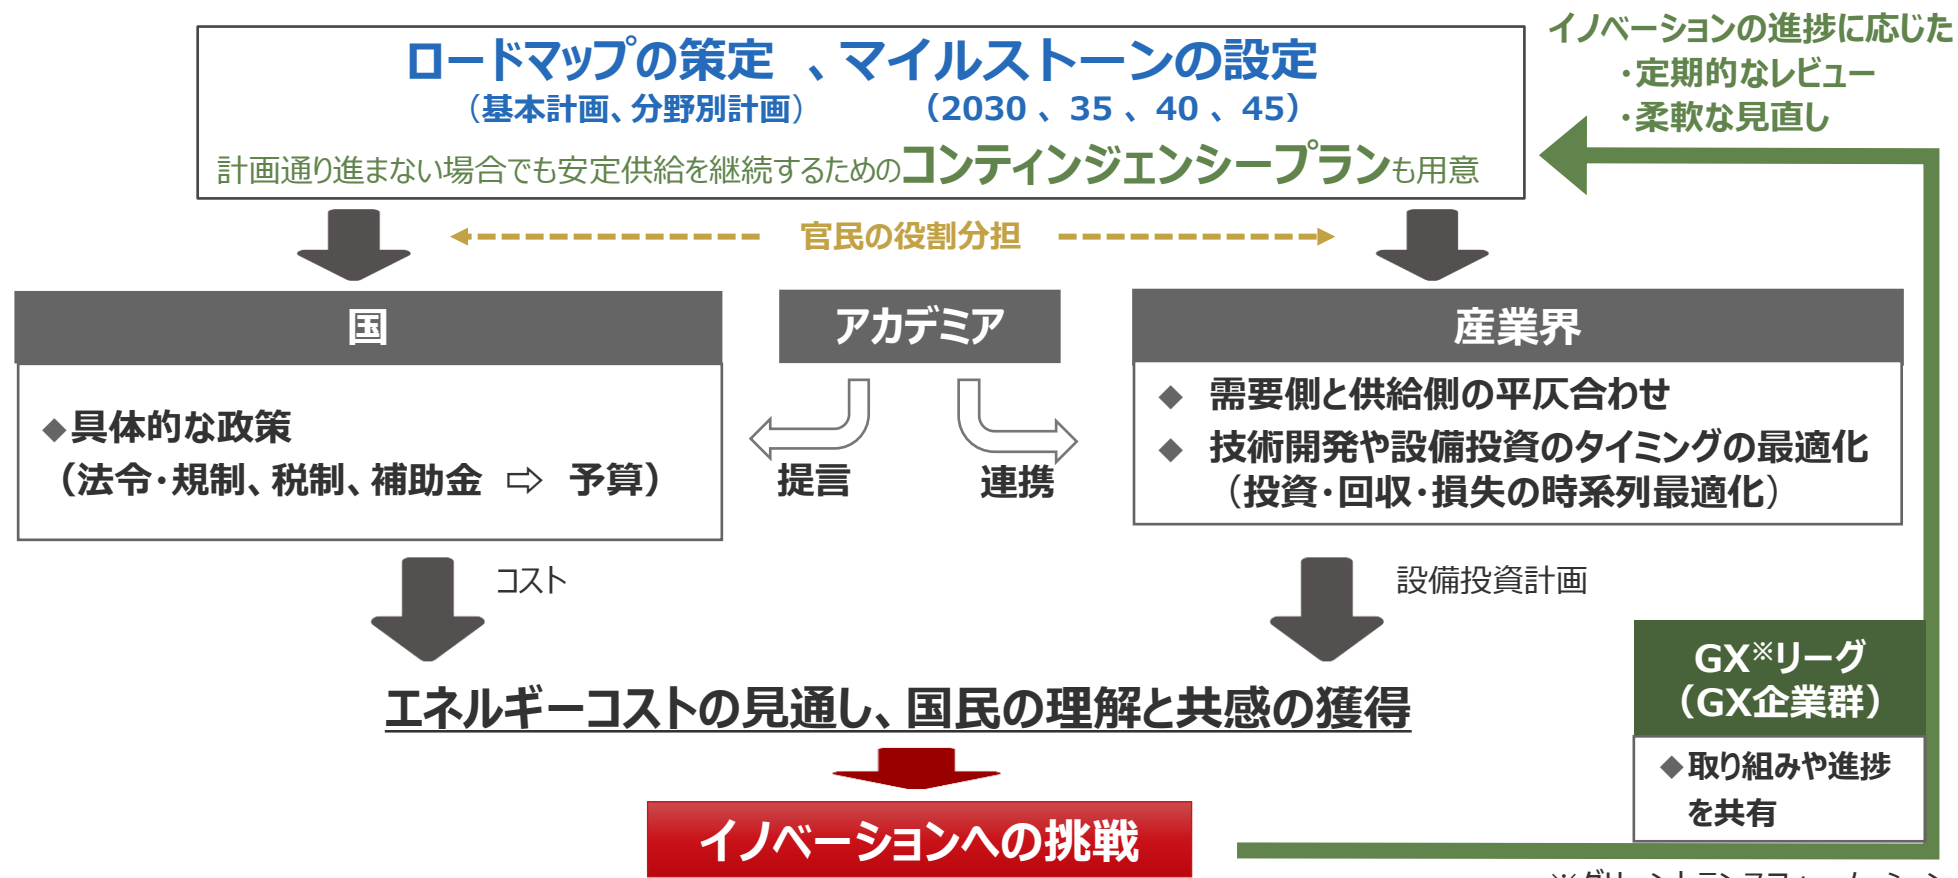 イノベーションの進捗に応じた
・定期的なレビュー
・柔軟な見直し
ロードマップの策定 、マイルストーンの設定
（基本計画、分野別計画） （2030 、35 、40 、45）
計画通り進まない場合でも安定供給を継続するためのコンティンジェンシープランも用意
官民の役割分担
国
◆具体的な政策
（法令・規制、税制、補助金 ⇨ 予算）
アカデミア
提言 連携
産業界
◆ 需要側と供給側の平仄合わせ
◆ 技術開発や設備投資のタイミングの最適化
（投資・回収・損失の時系列最適化）
コスト
設備投資計画
エネルギーコストの見通し、国民の理解と共感の獲得
GX※リーグ
（GX企業群）
◆取り組みや進捗
を共有
イノベーションへの挑戦